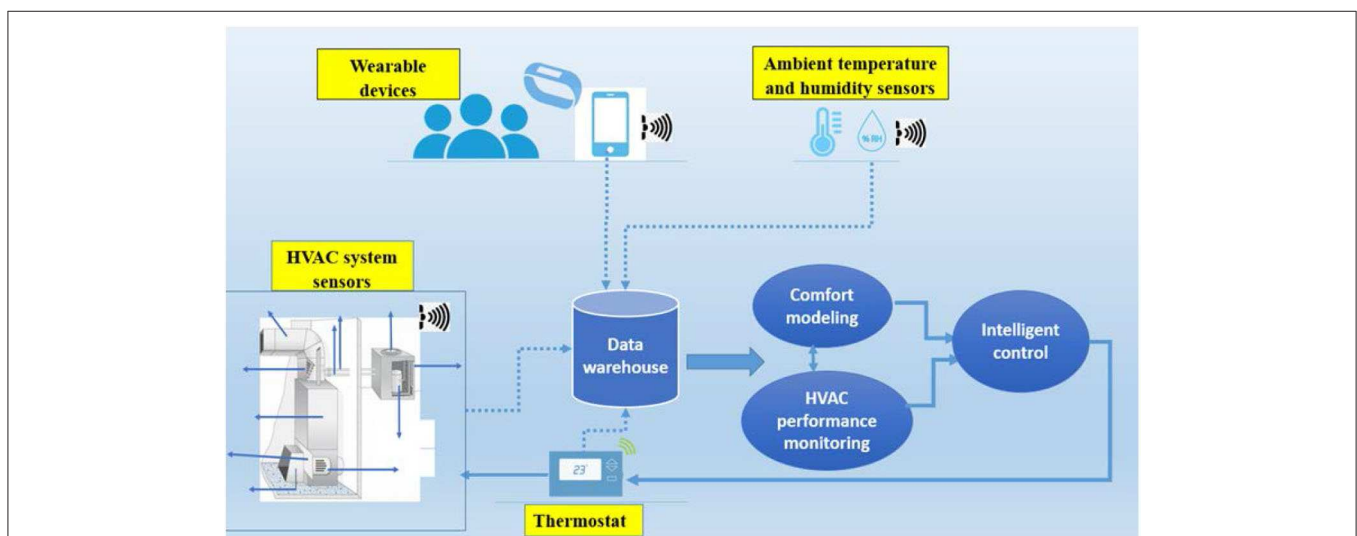 Wearable
devices
Ambient temperature
and humidity sensors
% RH
HVAC system
sensors
Data
warehouse
Comfort
modeling
HVAC
performance
monitoring
Intelligent
control
23°
Thermostat